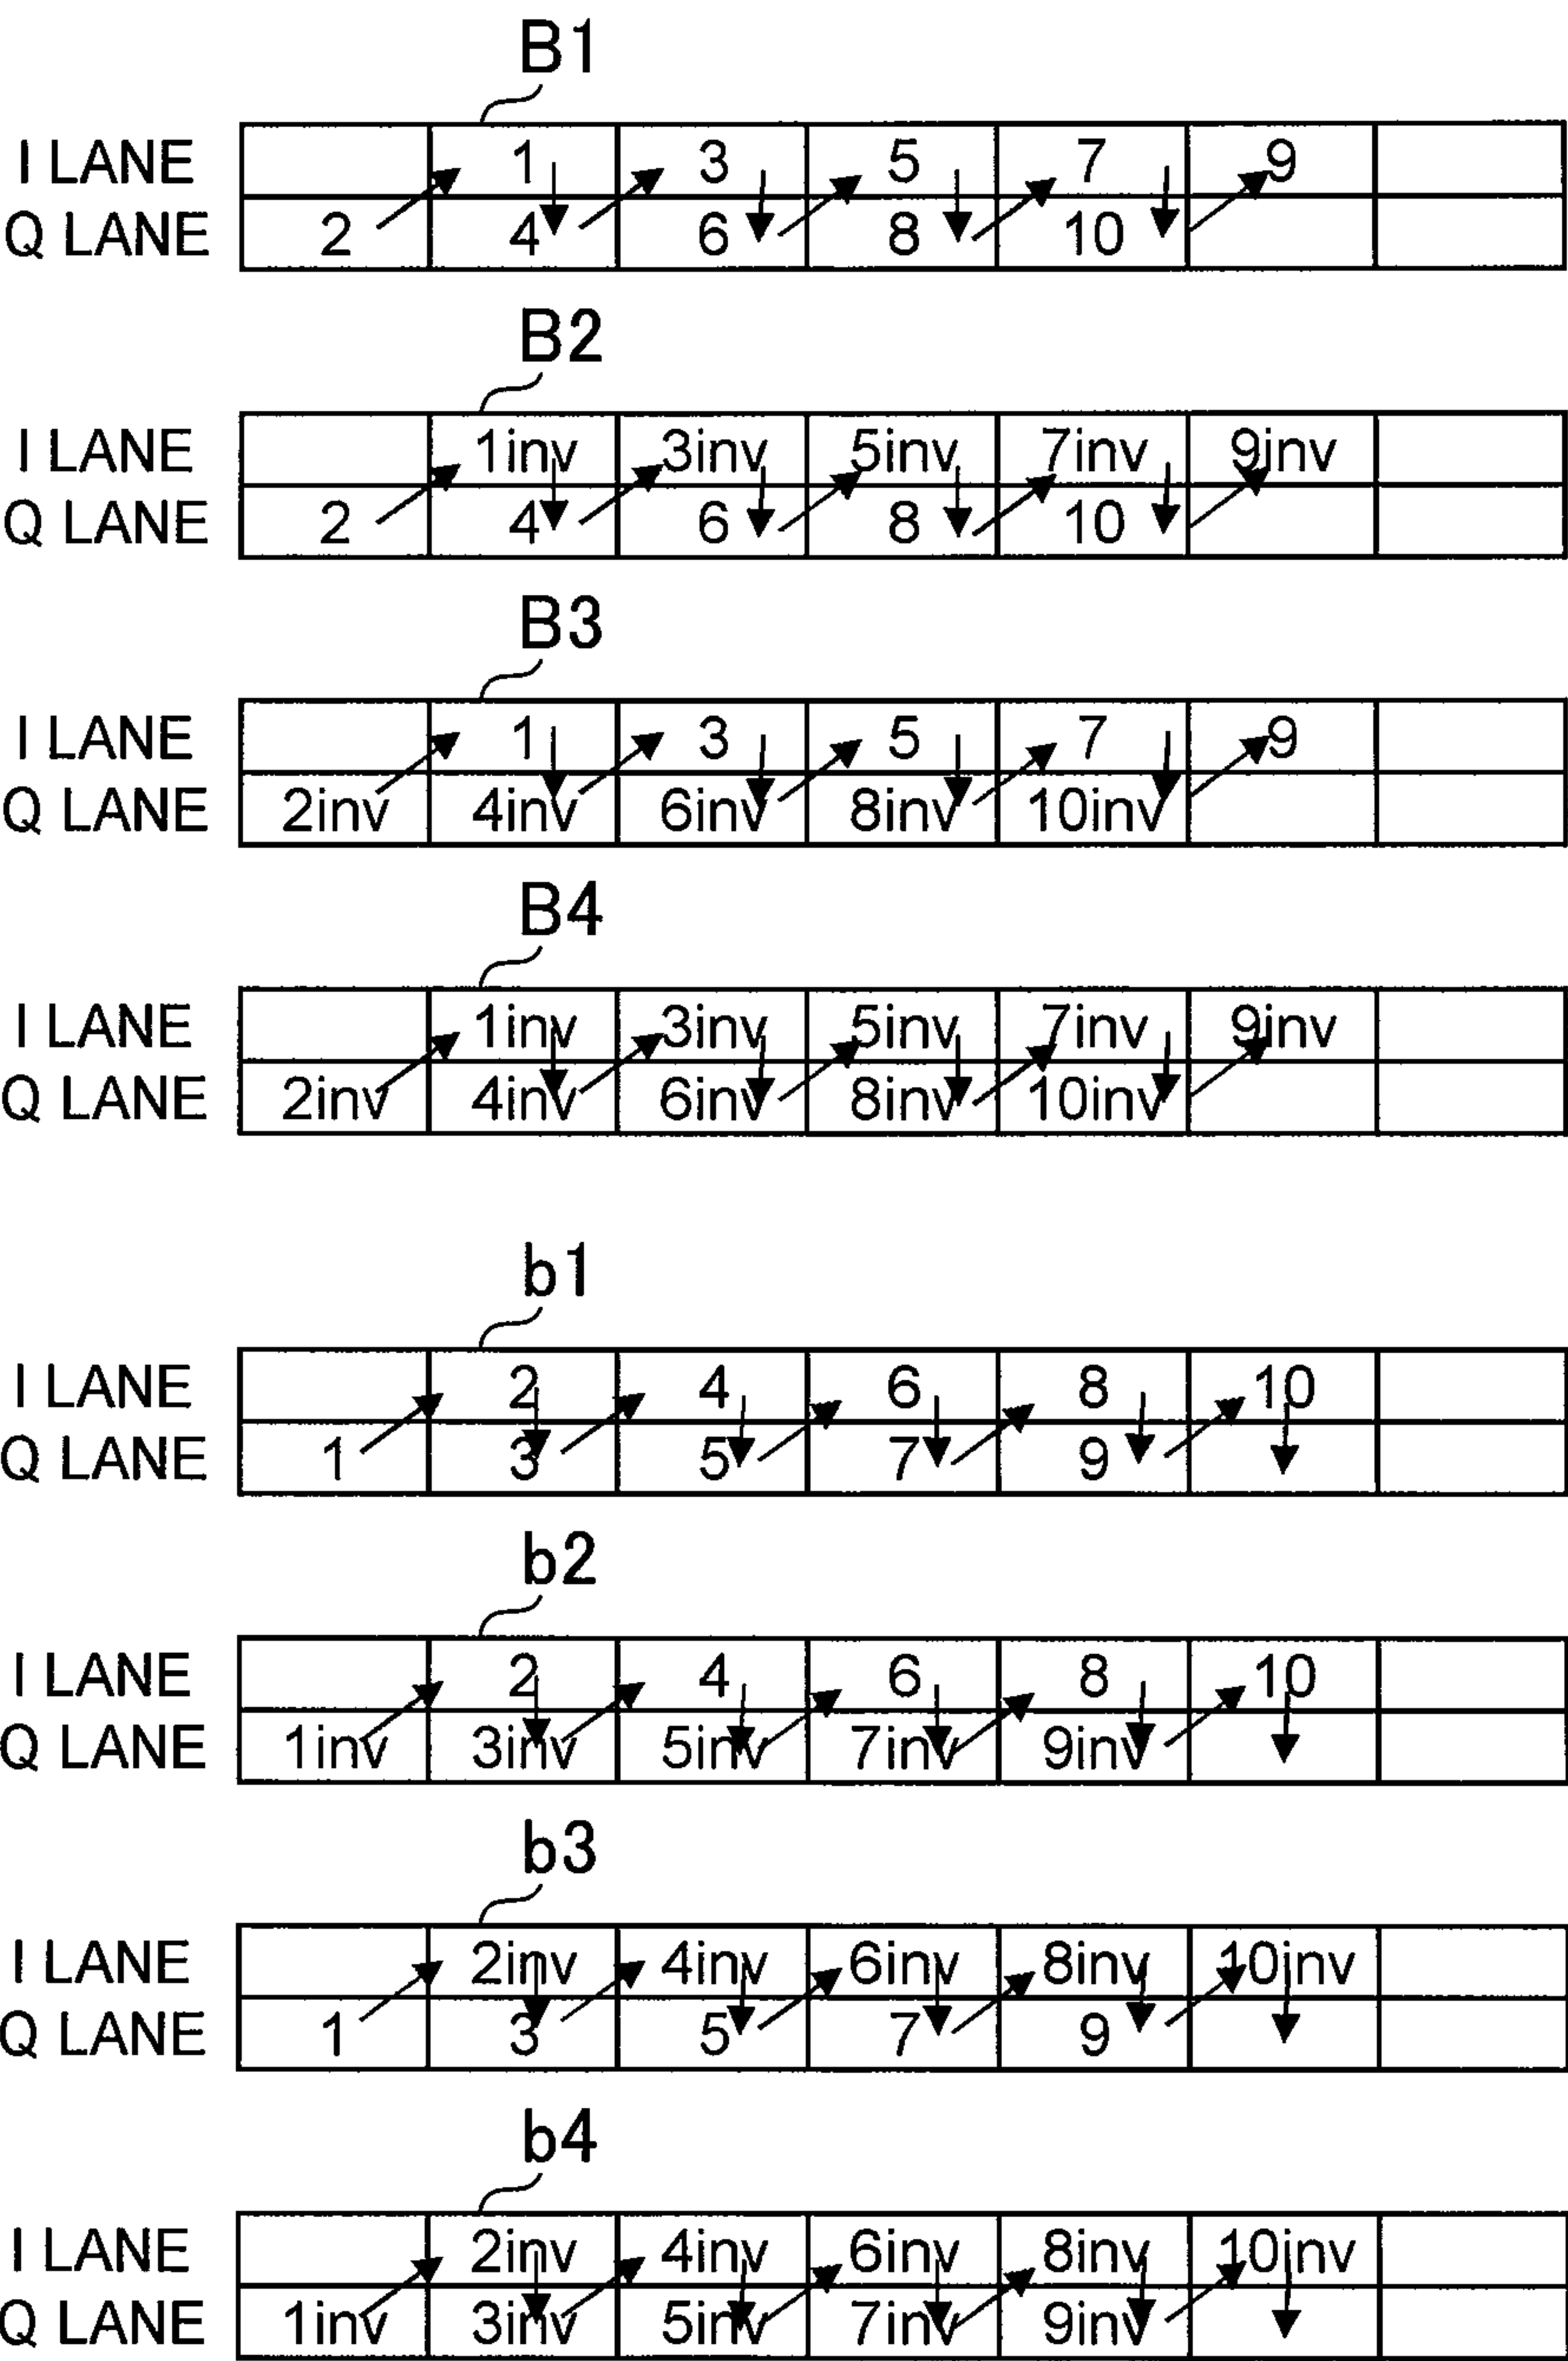 B1
I LANE 1 3 5 7 9
Q LANE 2 4 6 8 10
B2
I LANE 1inv 3inv 5inv 7inv 9inv
Q LANE 2 4 6 8 10
B3
I LANE 1 3 5 7 9
Q LANE 2inv 4inv 6inv 8inv 10inv
B4
I LANE 1inv 3inv 5inv 7inv 9inv
Q LANE 2inv 4inv 6inv 8inv 10inv
b1
I LANE 2 4 6 8 10
Q LANE 1 3 5 7 9
b2
I LANE 2 4 6 8 10
Q LANE 1inv 3inv 5inv 7inv 9inv
b3
I LANE 2inv 4inv 6inv 8inv 10inv
Q LANE 1 3 5 7 9
b4
I LANE 2inv 4inv 6inv 8inv 10inv
Q LANE 1inv 3inv 5inv 7inv 9inv